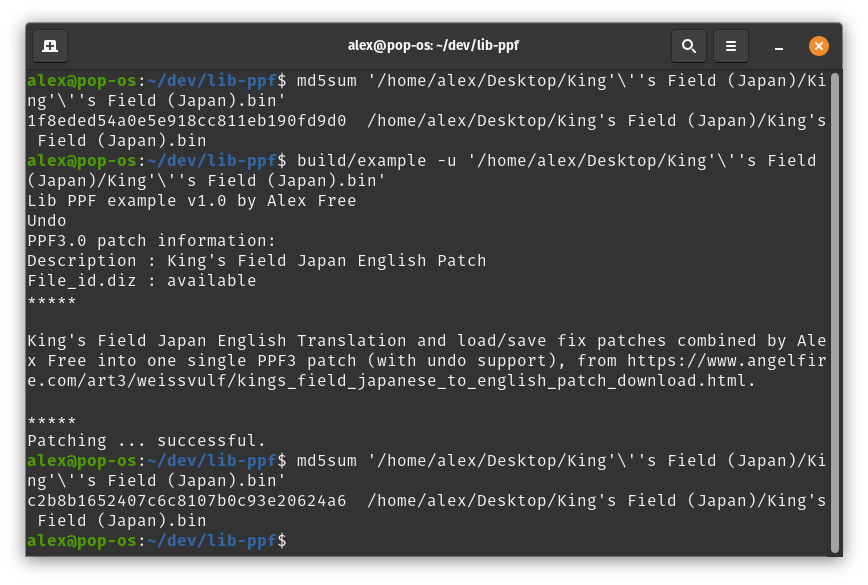 alex@pop-os: ~/dev/lib-ppf
alex@pop-os:~/dev/lib-ppf$ md5sum '/home/alex/Desktop/King'\''s Field (Japan)/Ki
ng'\''s Field (Japan).bin'
1f8eded54a0e5e918cc811eb190fd9d0  /home/alex/Desktop/King's Field (Japan)/King's
 Field (Japan).bin
alex@pop-os:~/dev/lib-ppf$ build/example -u '/home/alex/Desktop/King'\''s Field 
(Japan)/King'\''s Field (Japan).bin'
Lib PPF example v1.0 by Alex Free
Undo
PPF3.0 patch information:
Description : King's Field Japan English Patch
File_id.diz : available
*****
King's Field Japan English Translation and load/save fix patches combined by Ale
x Free into one single PPF3 patch (with undo support), from https://www.angelfir
e.com/art3/weissvulf/kings_field_japanese_to_english_patch_download.html.
*****
Patching ... successful.
alex@pop-os:~/dev/lib-ppf$ md5sum '/home/alex/Desktop/King'\''s Field (Japan)/Ki
ng'\''s Field (Japan).bin'
c2b8b1652407c6c8107b0c93e20624a6  /home/alex/Desktop/King's Field (Japan)/King's
 Field (Japan).bin
alex@pop-os:~/dev/lib-ppf$